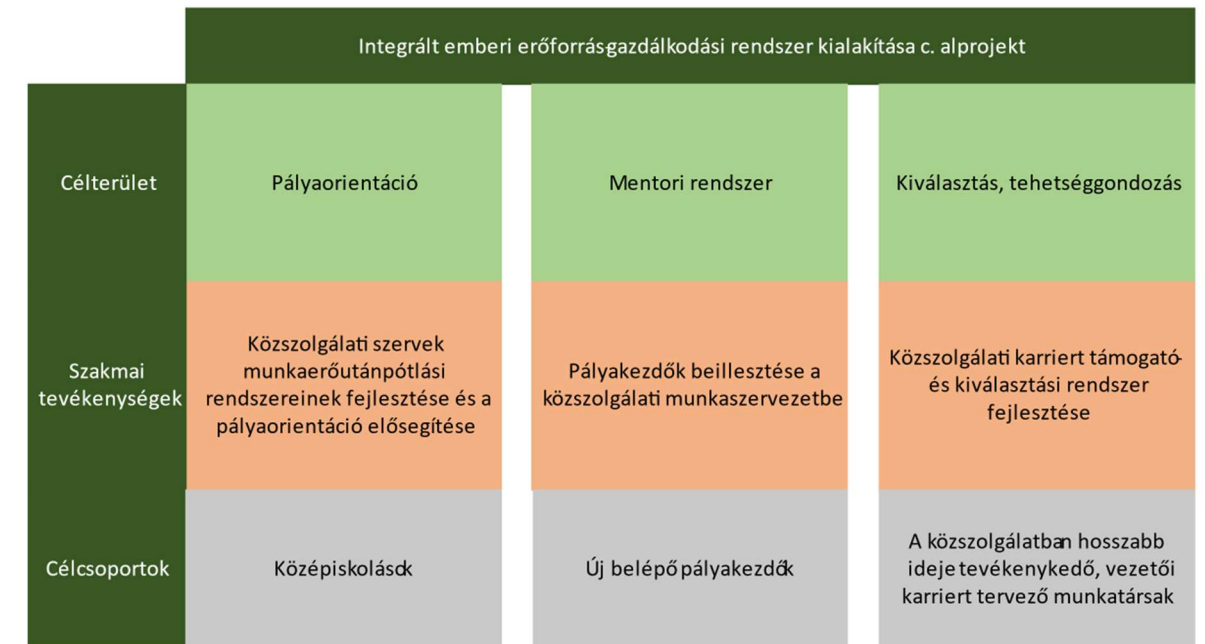 Integrált emberi erőforrás-gazdálkodási rendszer kialakítása c. alprojekt
Célterület
Pályaorientáció
Mentori rendszer
Kiválasztás, tehetséggondozás
Szakmai
tevékenységek
Közszolgálati szervek
munkaerőutánpótlási
rendszereinek fejlesztése és a
pályaorientáció elősegítése
Pályakezdők beillesztése a
közszolgálati munkaszervezetbe
Közszolgálati karriert támogató-
és kiválasztási rendszer
fejlesztése
Célcsoportok
Középiskolások
Új belépő pályakezdők
A közszolgálatban hosszabb
ideje tevékenykedő, vezetői
karriert tervező munkatársak